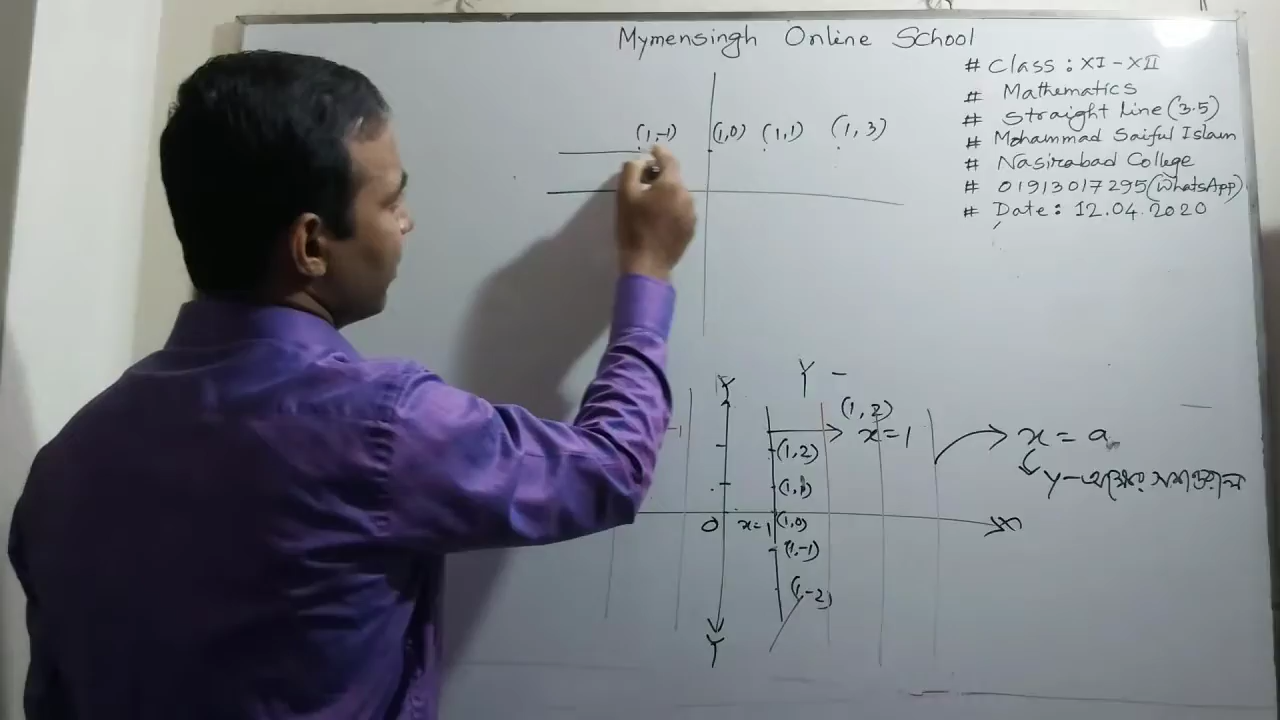 Mymensingh Online School
# Class : XI - XII
# Mathematics
# Straight line (3.5)
# Mohammad Saiful Islam
# Nasirabad College
# 01913017295 (WhatsApp)
# Date : 12.04.2020
(1,-1) (1,0) (1,1) (1, 3)
Y Y -
(1, 2)
x = 1
x = a
(1,2)
Y - অক্ষের সমান্তরাল
(1,1)
0 x = 1 (1,0)
(1,-1)
(1,-2)
Y